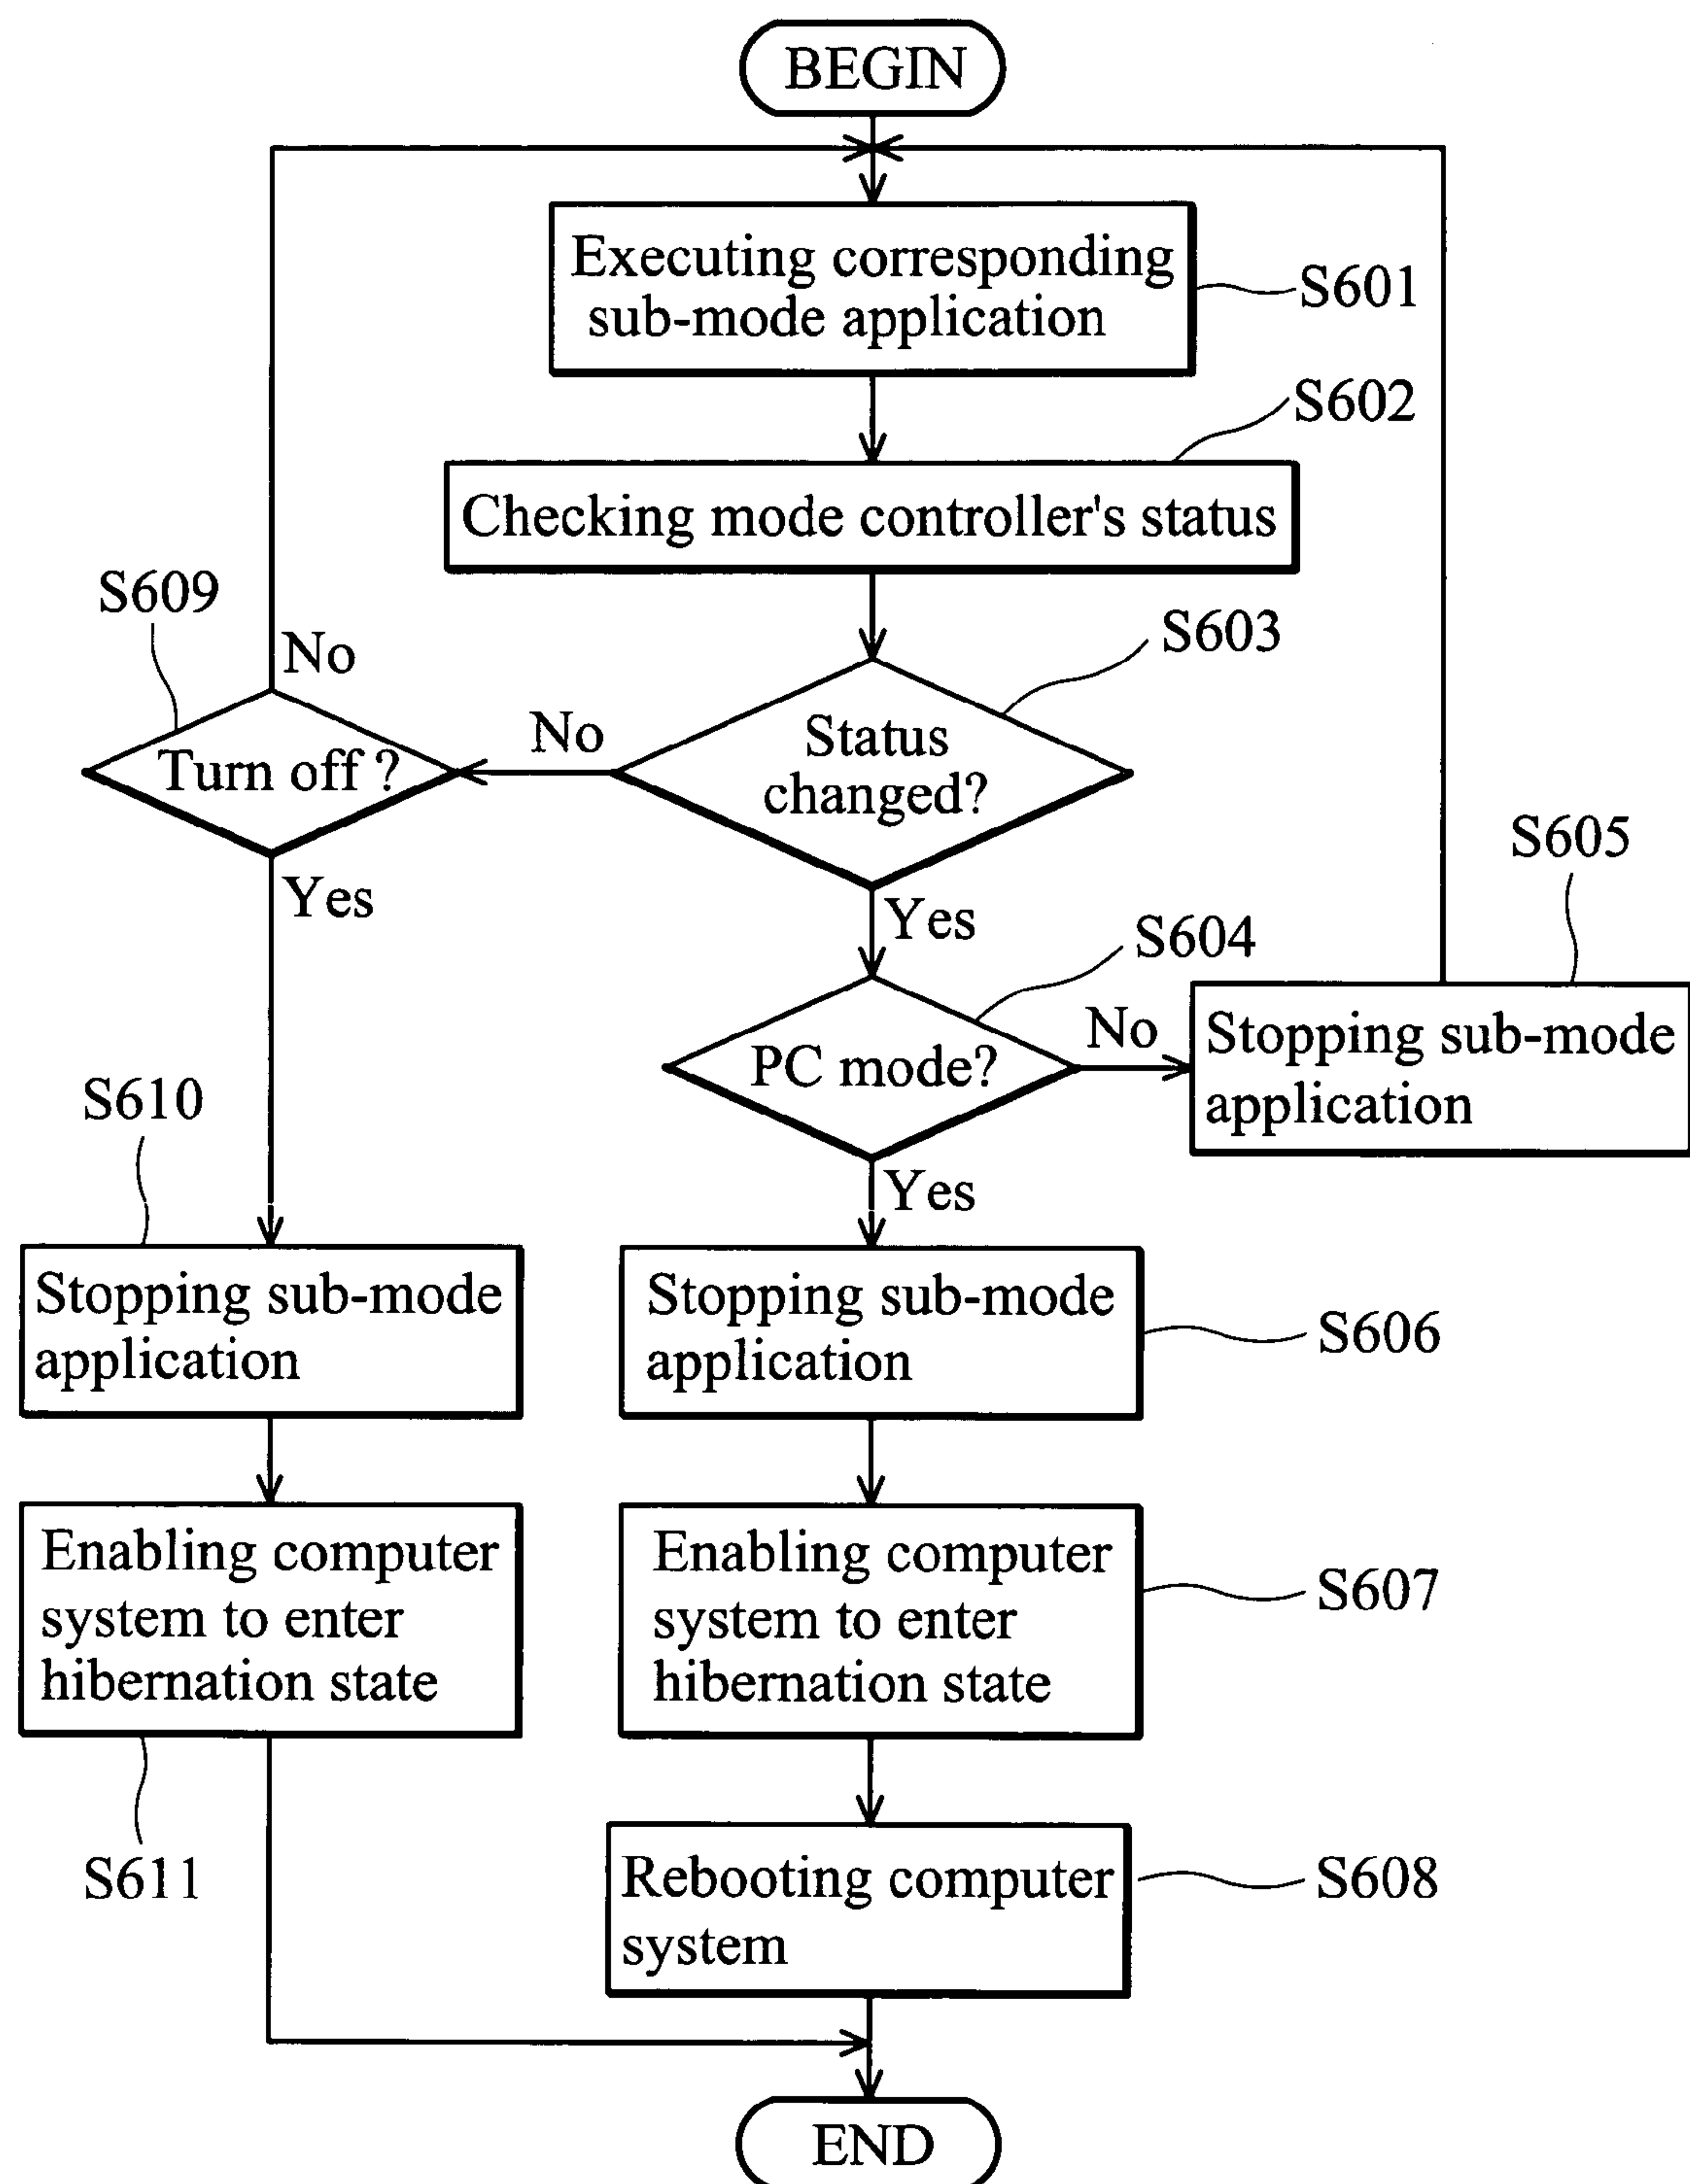 BEGIN
Executing corresponding
sub-mode application
S601
S602
Checking mode controller's status
S609
No
S603
Status
changed?
No
Turn off ?
Yes
S605
Yes
S604
PC mode?
No
Stopping sub-mode
application
S610
Yes
Stopping sub-mode
application
Stopping sub-mode
application
S606
Enabling computer
system to enter
hibernation state
Enabling computer
system to enter
hibernation state
S607
S611
Rebooting computer
system
S608
END